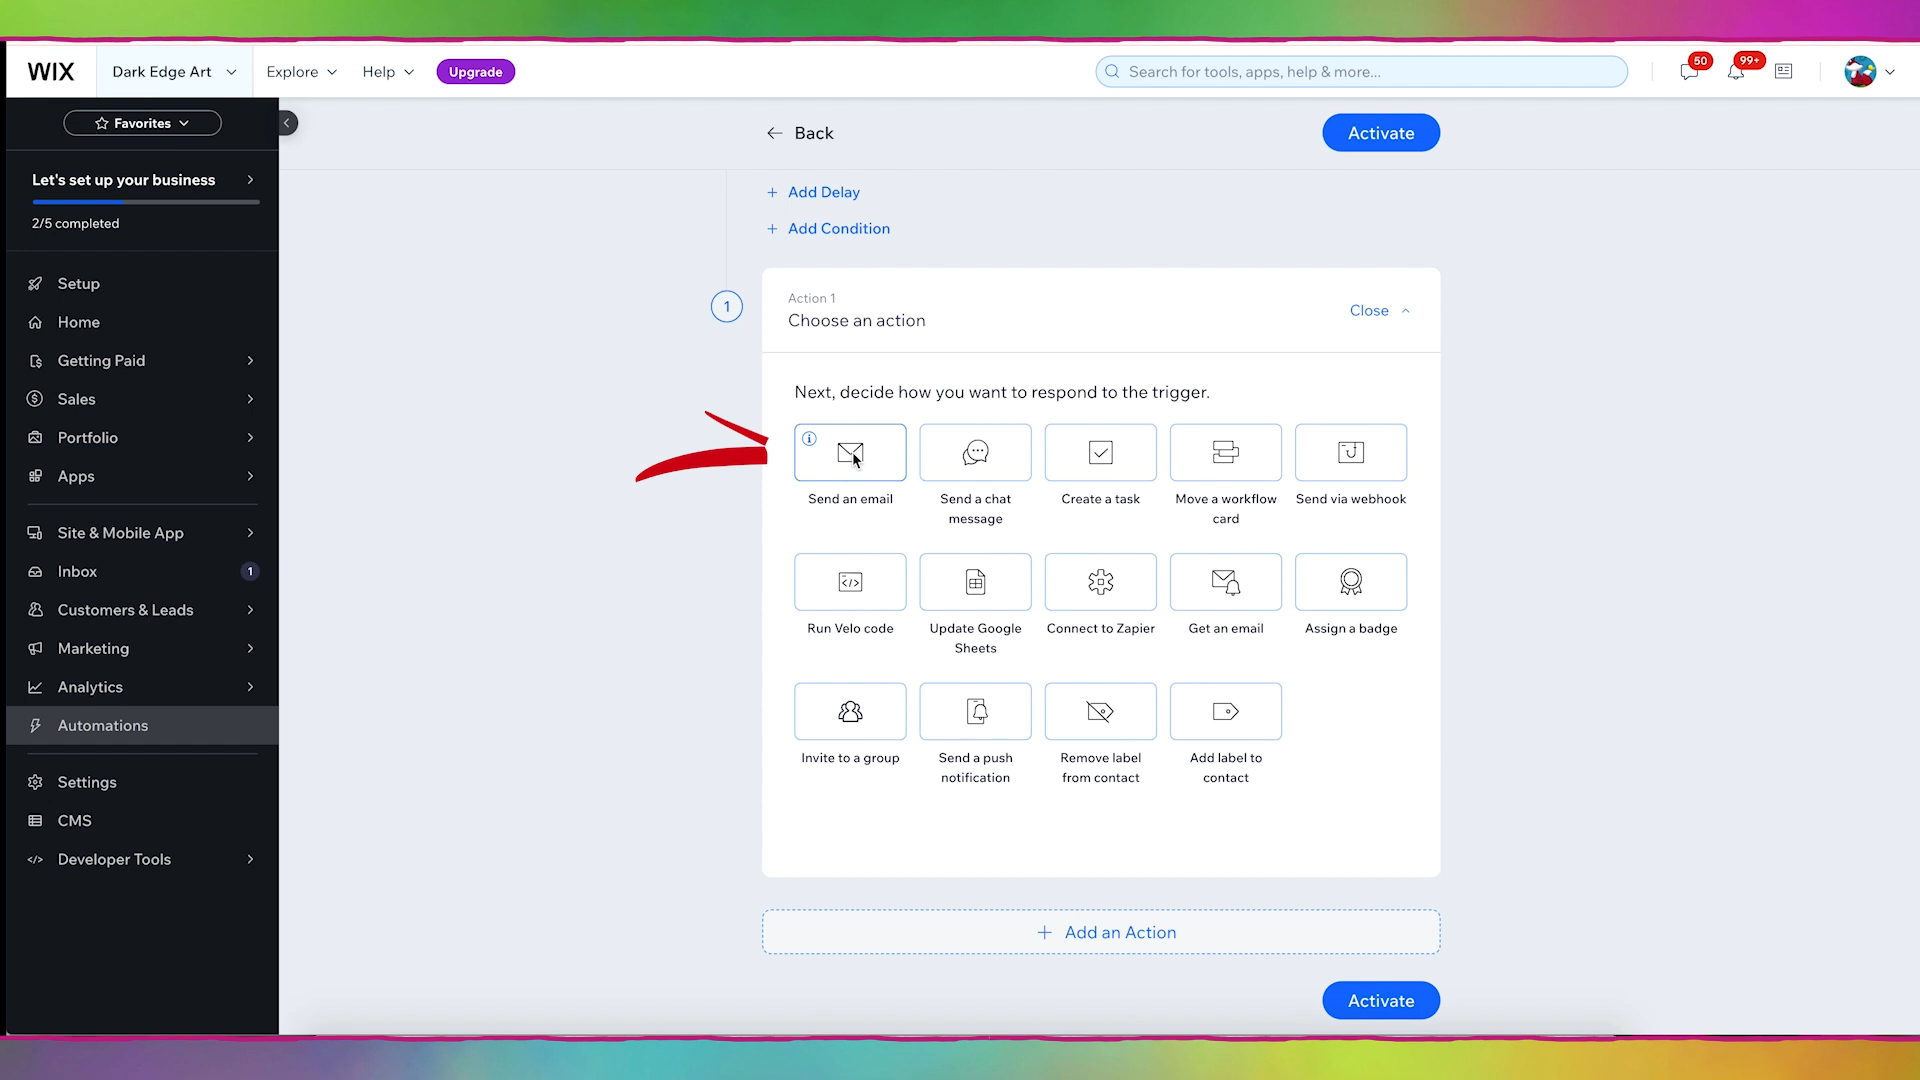 WIX
Dark Edge Art
Explore
Help
Upgrade
Search for tools, apps, help & more...
50
99+
Favorites
Let's set up your business
2/5 completed
Setup
Home
Getting Paid
Sales
Portfolio
Apps
Site & Mobile App
Inbox
1
Customers & Leads
Marketing
Analytics
Automations
Settings
CMS
Developer Tools
Back
Activate
+ Add Delay
+ Add Condition
1
Action 1
Choose an action
Close
Next, decide how you want to respond to the trigger.
Send an email
Send a chat
message
Create a task
Move a workflow
card
Send via webhook
Run Velo code
Update Google
Sheets
Connect to Zapier
Get an email
Assign a badge
Invite to a group
Send a push
notification
Remove label
from contact
Add label to
contact
+ Add an Action
Activate